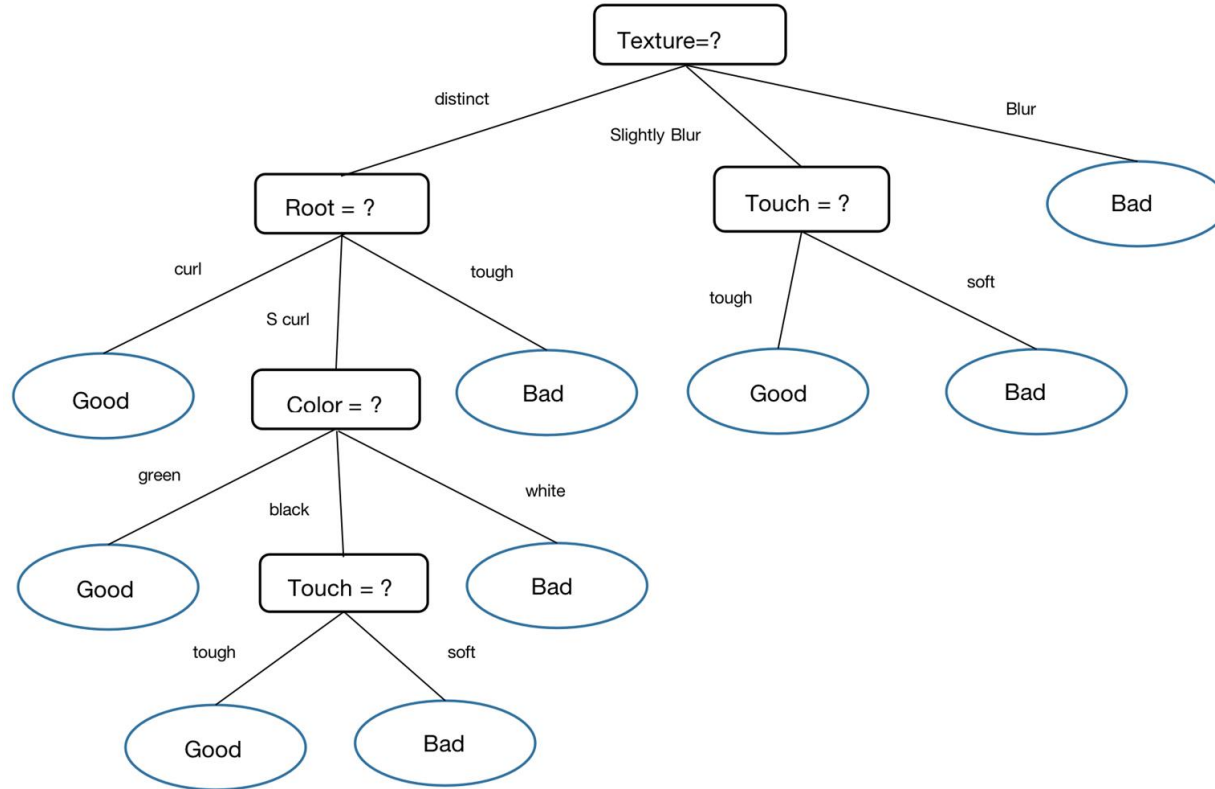 Texture=?
distinct
Slightly Blur
Blur
Root = ?
Touch = ?
Bad
curl
S curl
tough
tough
soft
Good
Color = ?
Bad
Good
Bad
green
black
white
Good
Touch = ?
Bad
tough
soft
Good
Bad